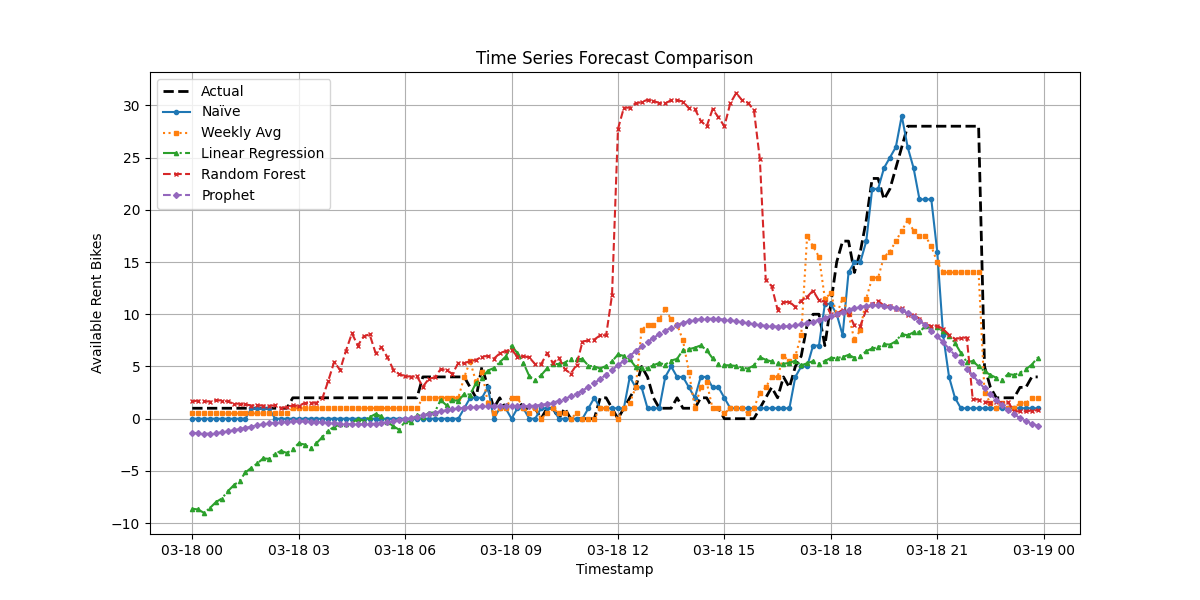 Time Series Forecast Comparison
Actual
Naïve
Weekly Avg
Linear Regression
Random Forest
Prophet
Available Rent Bikes
30
25
20
15
10
5
0
−5
−10
03-18 00
03-18 03
03-18 06
03-18 09
03-18 12
03-18 15
03-18 18
03-18 21
03-19 00
Timestamp